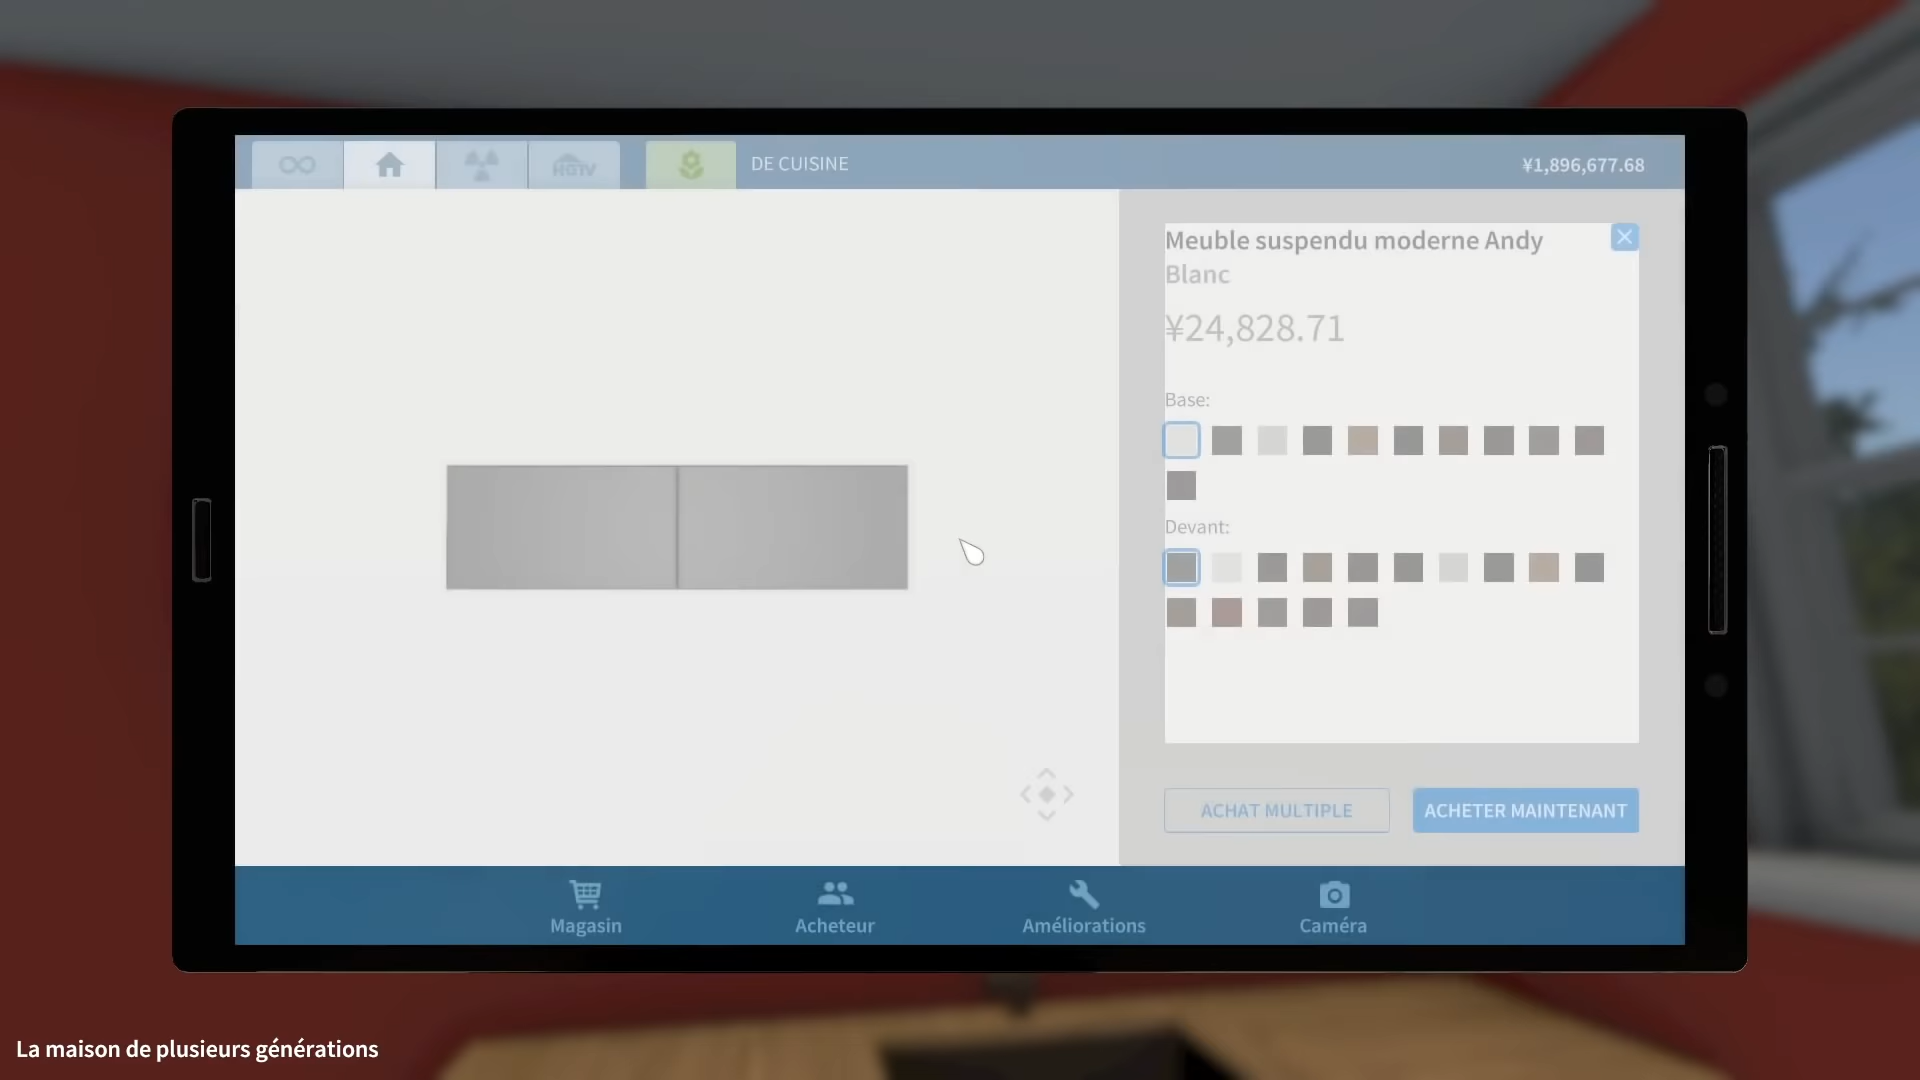 HGTV
DE CUISINE
¥1,896,677.68
Meuble suspendu moderne Andy
Blanc
¥24,828.71
Base:
Devant:
ACHAT MULTIPLE
ACHETER MAINTENANT
Magasin
Acheteur
Améliorations
Caméra
La maison de plusieurs générations